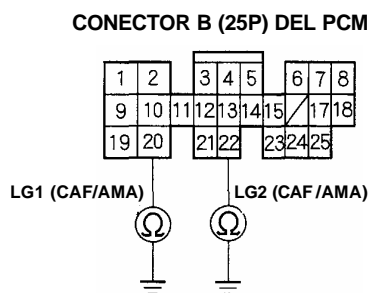 CONECTOR B (25P) DEL PCM
1 2 3 4 5 6 7 8
9 10 11 12 13 14 15 17 18
19 20 21 22 23 24 25
LG1 (CAF/AMA) LG2 (CAF/AMA)
Ω Ω